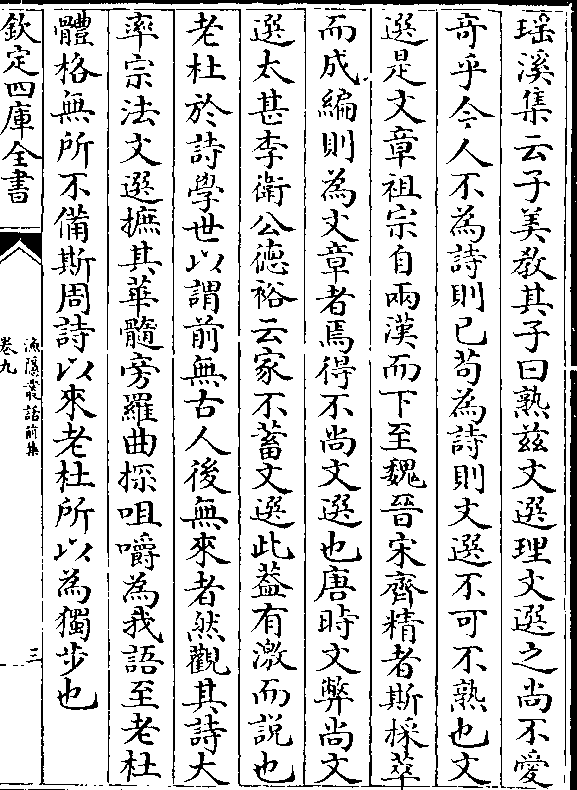 瑶溪集云子美教其子曰熟兹文選理文選之尚不愛
奇乎今人不為詩則已苟為詩則文選不可不熟也文
選是文章祖宗自兩漢而下至魏晉宋齊精者斯採萃
而成編則為文章者焉得不尚文選也唐時文弊尚文
選太甚李衛公德裕云家不蓄文選此葢有激而説也
老杜於詩學世以謂前無古人後無來者然觀其詩大
率宗法文選摭其華髓旁羅曲探咀嚼為我語至老杜
體格無所不備斯周詩以來老杜所以為獨步也
欽定四庫全書
漁隱叢話前集
卷九
三